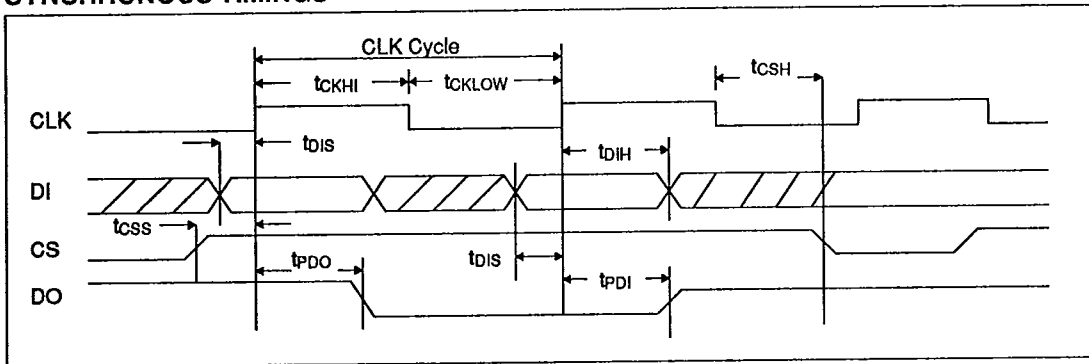 SYNCHRONOUS TIMINGS
CLK Cycle
tCKHI
tCKLOW
tCSH
CLK
tDIS
tDIH
DI
tCSS
CS
tPDO
tDIS
tPDI
DO